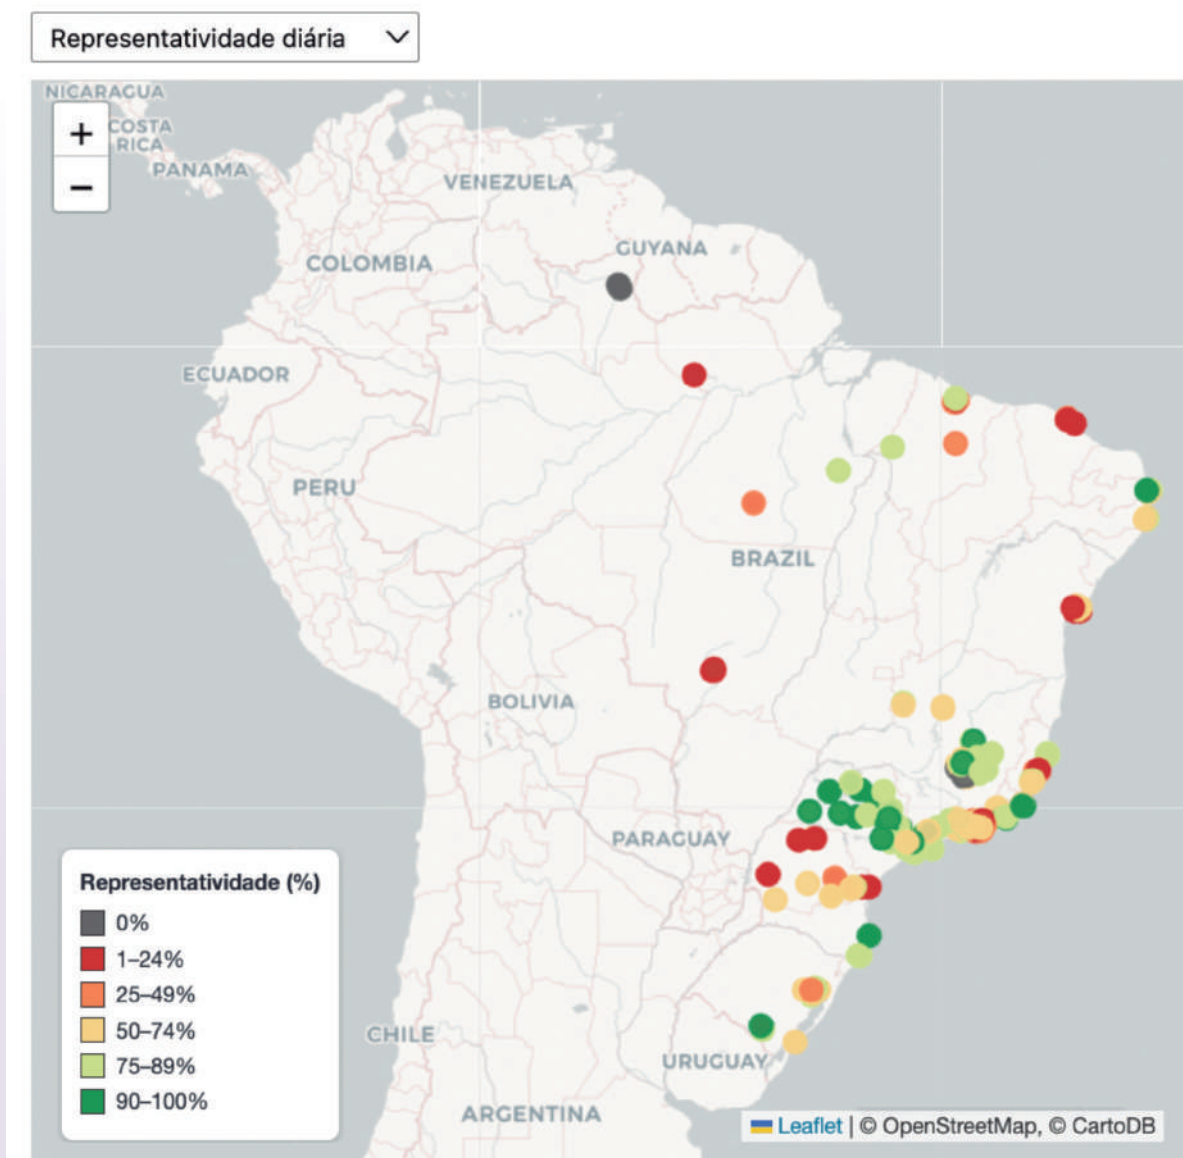 Representatividade diária
NICARAGUA
+
COSTA
RICA
PANAMA
−
VENEZUELA
GUYANA
COLOMBIA
ECUADOR
PERU
BRAZIL
BOLIVIA
PARAGUAY
Representatividade (%)
0%
1–24%
25–49%
50–74%
75–89%
90–100%
CHILE
URUGUAY
ARGENTINA
Leaflet | © OpenStreetMap, © CartoDB